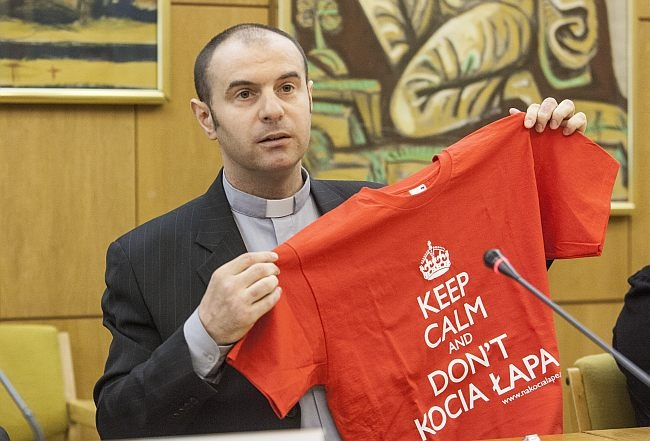 KEEP
CALM
AND
DON'T
KOCIA ŁAPA